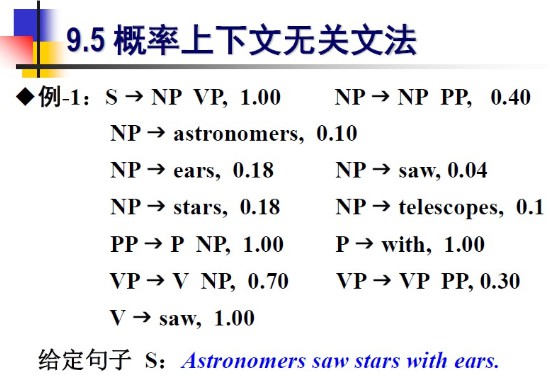 9.5 概率上下文无关文法
◆例-1: S → NP VP, 1.00 NP → NP PP, 0.40
NP → astronomers, 0.10
NP → ears, 0.18 NP → saw, 0.04
NP → stars, 0.18 NP → telescopes, 0.1
PP → P NP, 1.00 P → with, 1.00
VP → V NP, 0.70 VP → VP PP, 0.30
V → saw, 1.00
给定句子 S: Astronomers saw stars with ears.